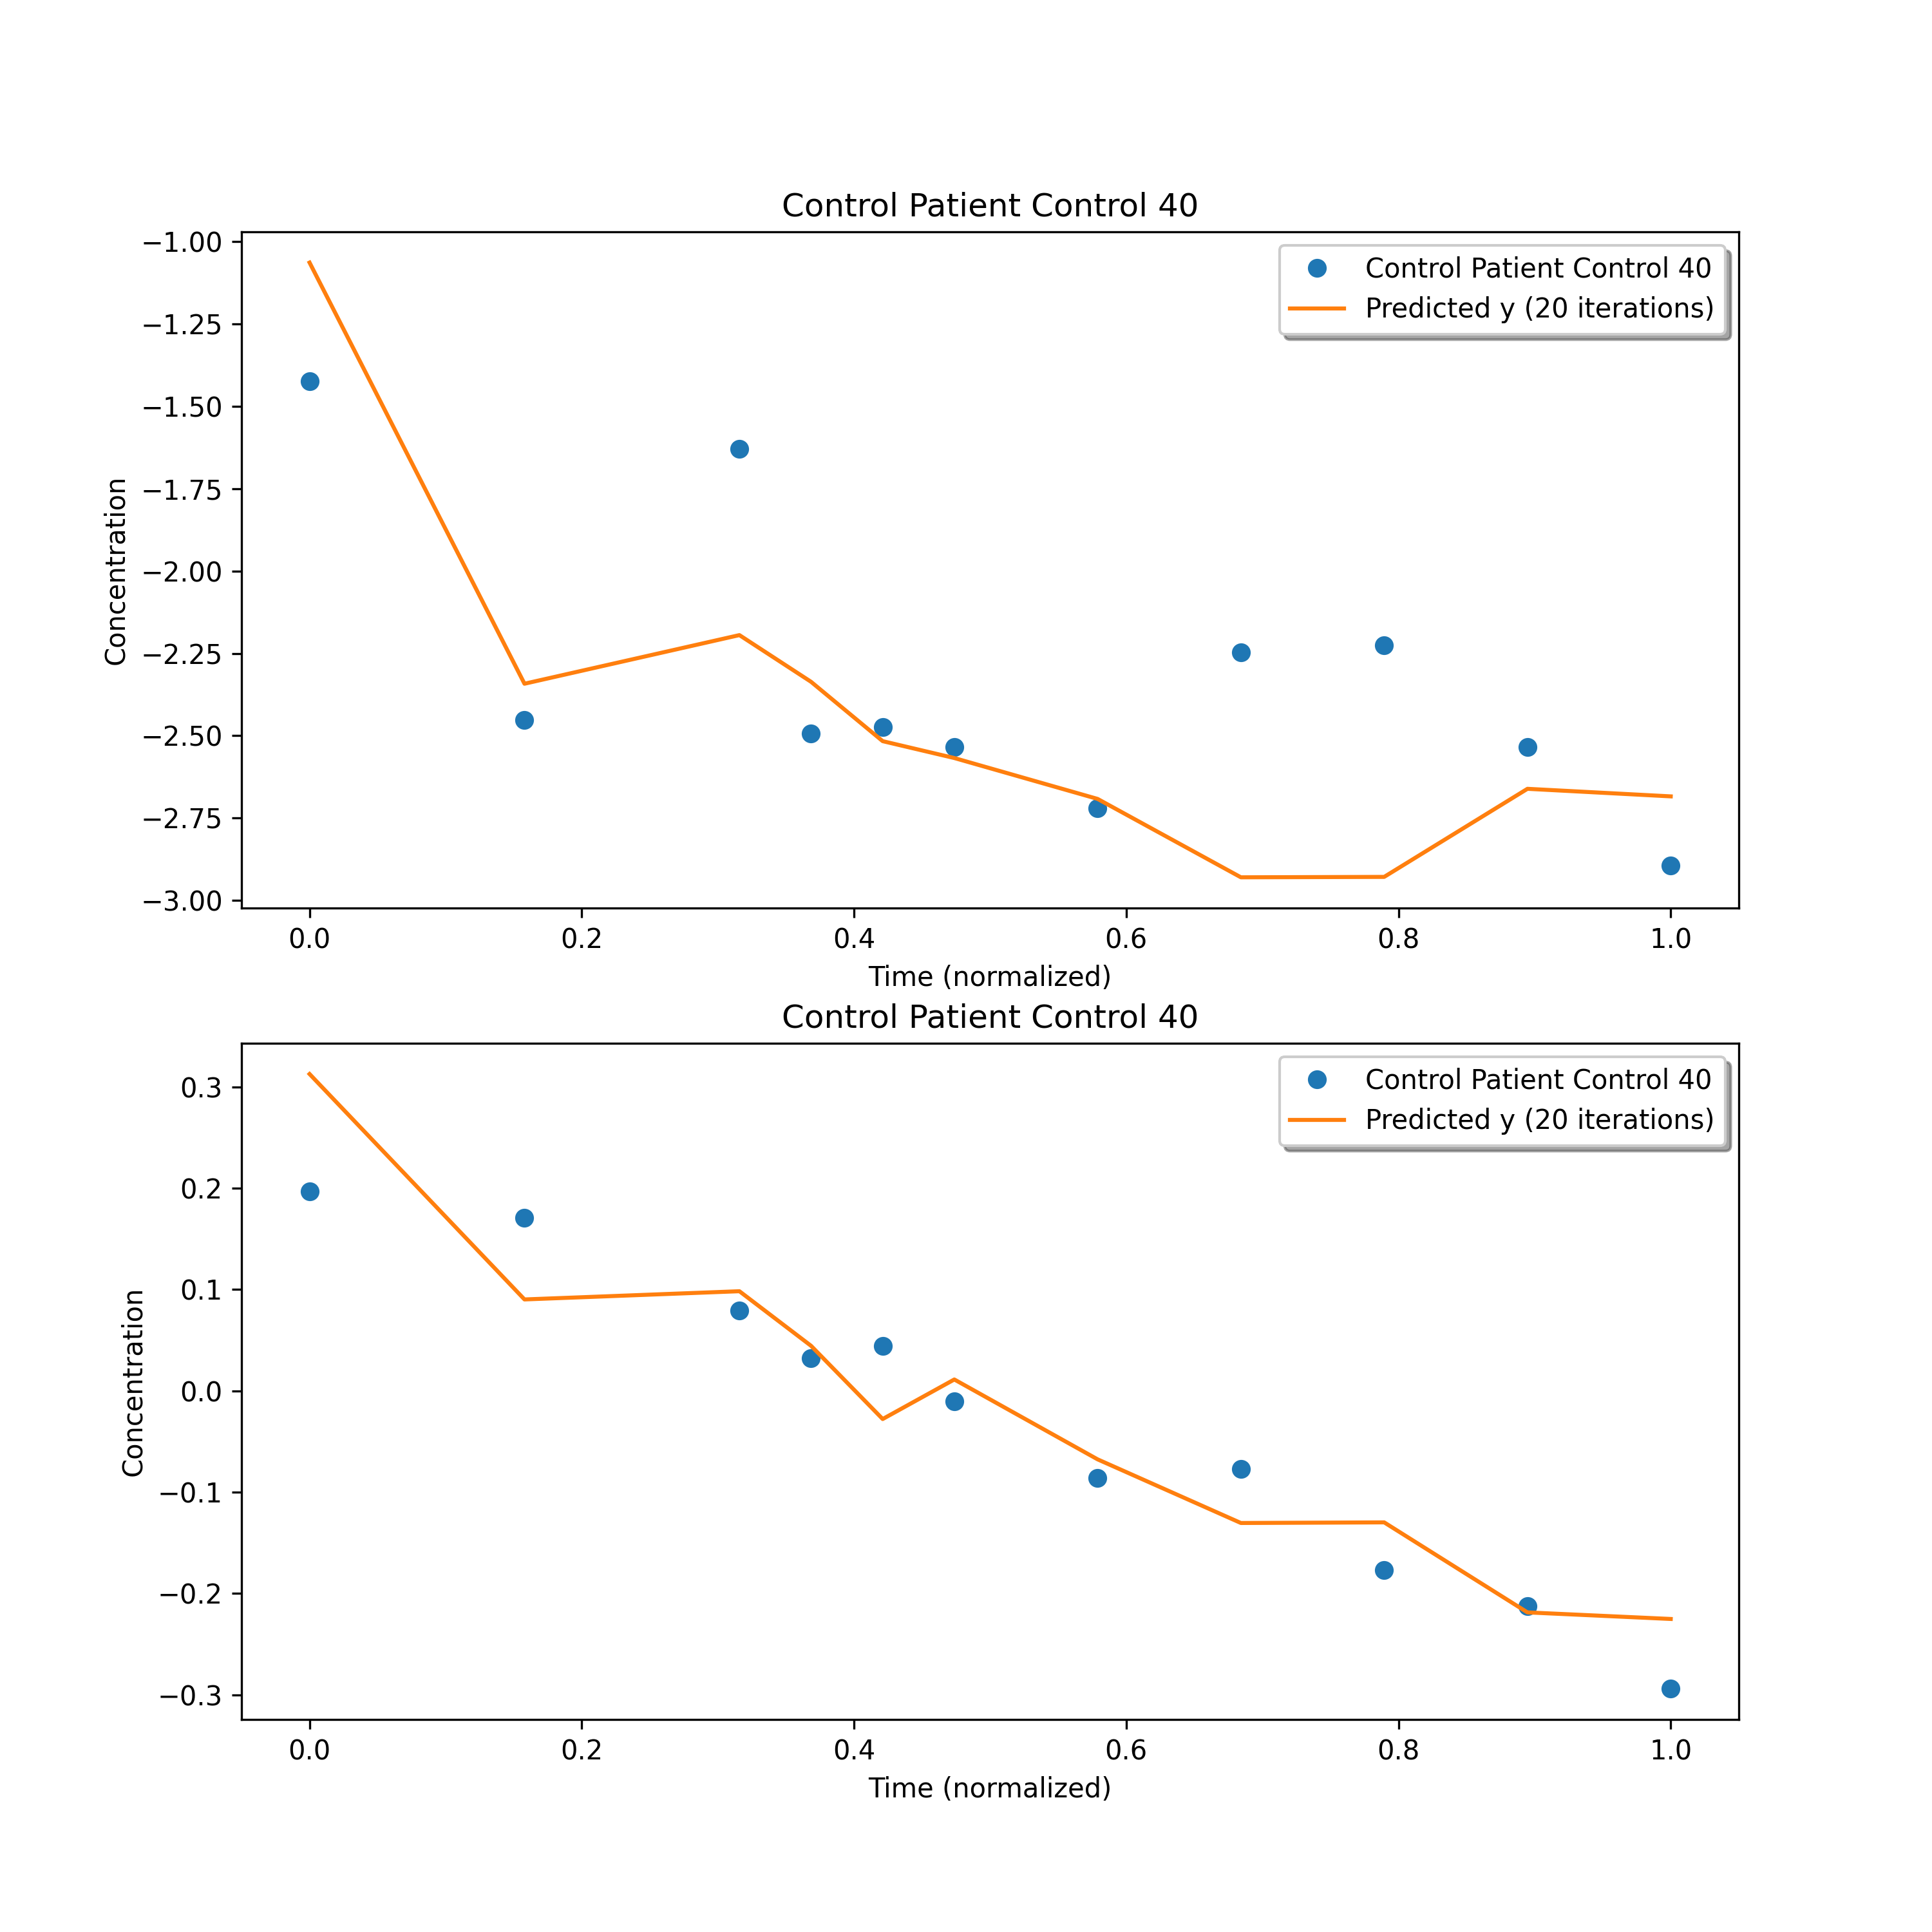 Control Patient Control 40
Control Patient Control 40
Predicted y (20 iterations)
−1.00
−1.25
−1.50
−1.75
−2.00
−2.25
−2.50
−2.75
−3.00
Concentration
0.0 0.2 0.4 0.6 0.8 1.0
Time (normalized)
Control Patient Control 40
Control Patient Control 40
Predicted y (20 iterations)
0.3
0.2
0.1
0.0
−0.1
−0.2
−0.3
Concentration
0.0 0.2 0.4 0.6 0.8 1.0
Time (normalized)